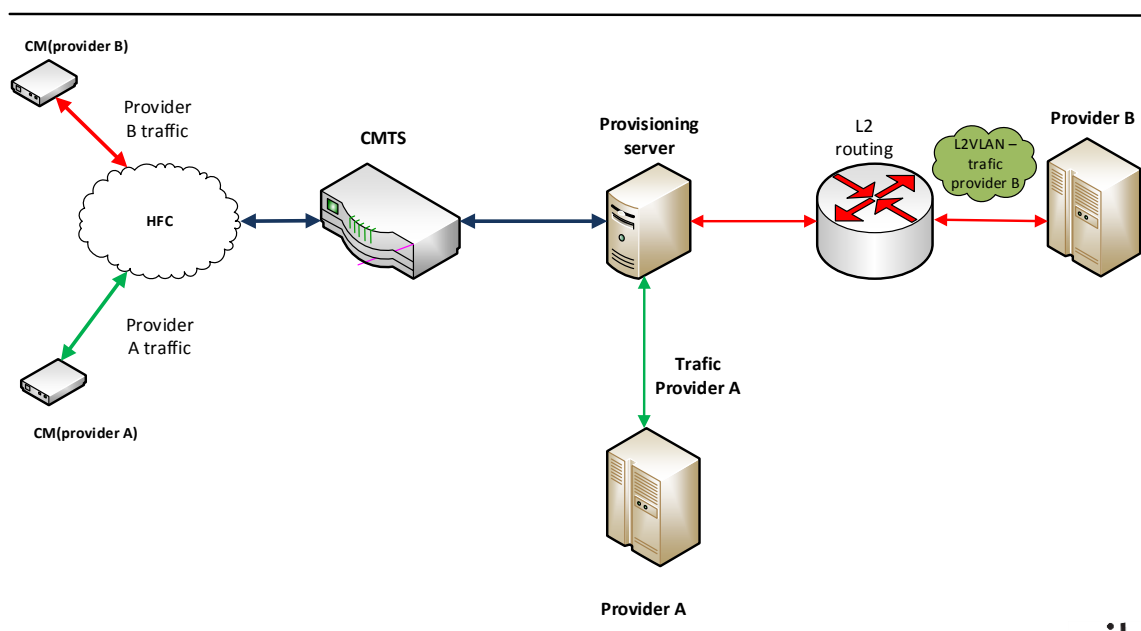 CM(provider B)
Provider
B traffic
CMTS
Provisioning
server
L2
routing
L2VLAN –
trafic
provider B
Provider B
HFC
Provider
A traffic
CM(provider A)
Trafic
Provider A
Provider A